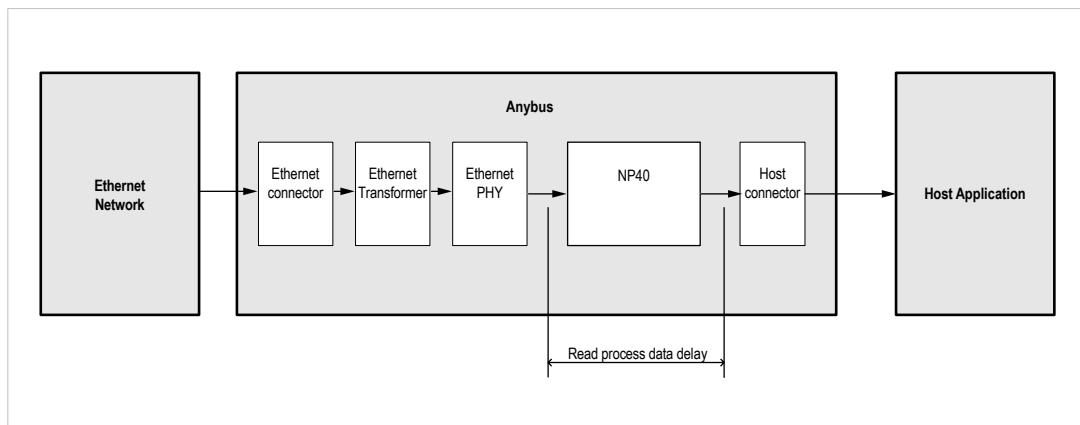 Anybus
Ethernet
Network
Ethernet
connector
Ethernet
Transformer
Ethernet
PHY
NP40
Host
connector
Host Application
Read process data delay